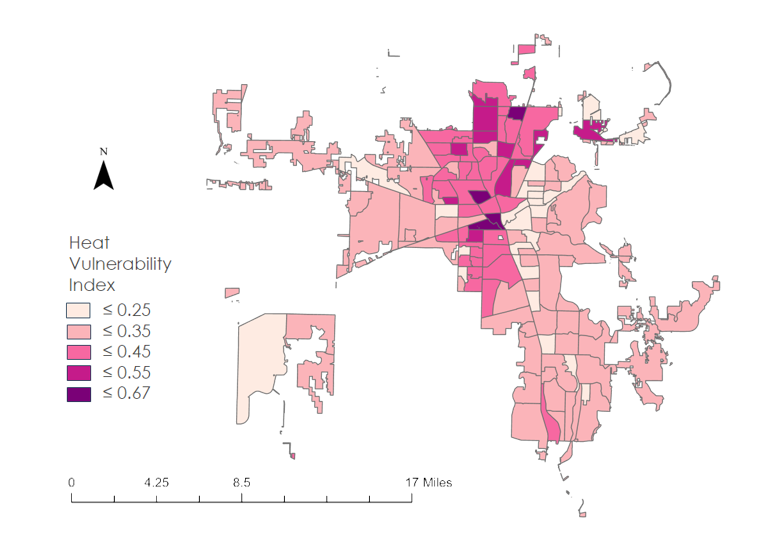 N
Heat
Vulnerability
Index
≤ 0.25
≤ 0.35
≤ 0.45
≤ 0.55
≤ 0.67
0 4.25 8.5 17 Miles